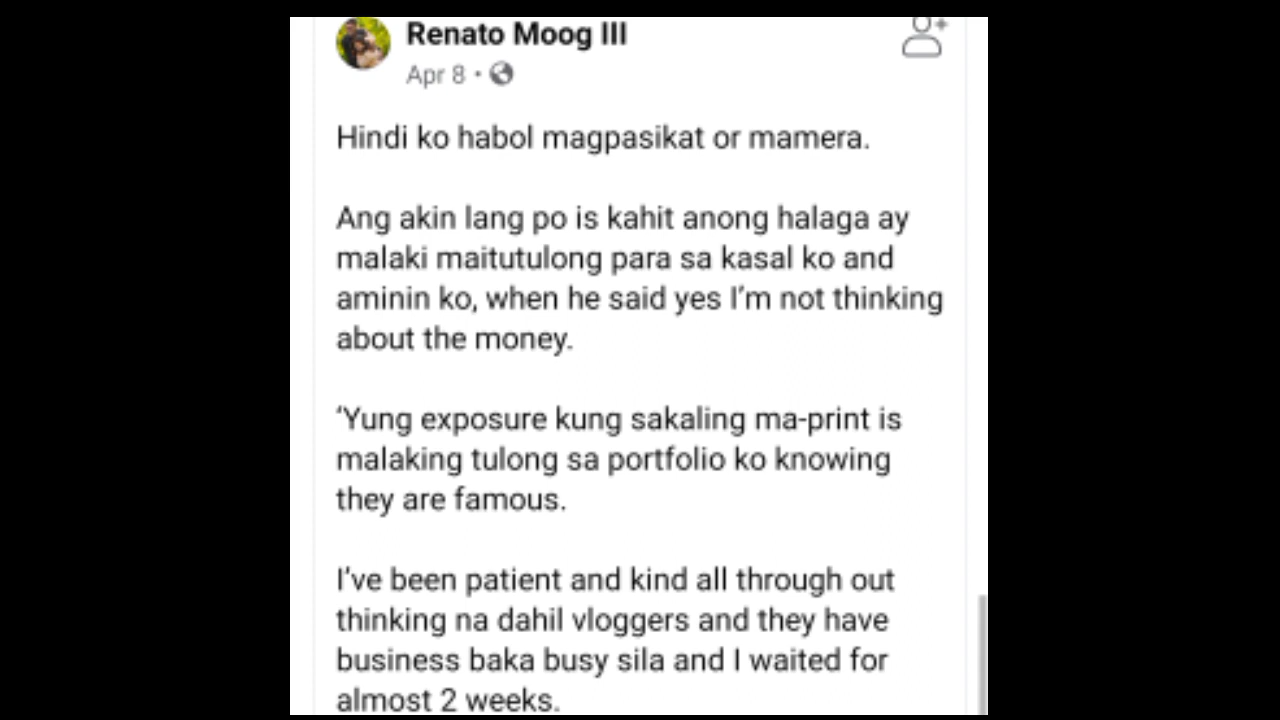 Renato Moog III
Apr 8 •
Hindi ko habol magpasikat or mamera.
Ang akin lang po is kahit anong halaga ay
malaki maitutulong para sa kasal ko and
aminin ko, when he said yes I'm not thinking
about the money.
‘Yung exposure kung sakaling ma-print is
malaking tulong sa portfolio ko knowing
they are famous.
I've been patient and kind all through out
thinking na dahil vloggers and they have
business baka busy sila and I waited for
almost 2 weeks.